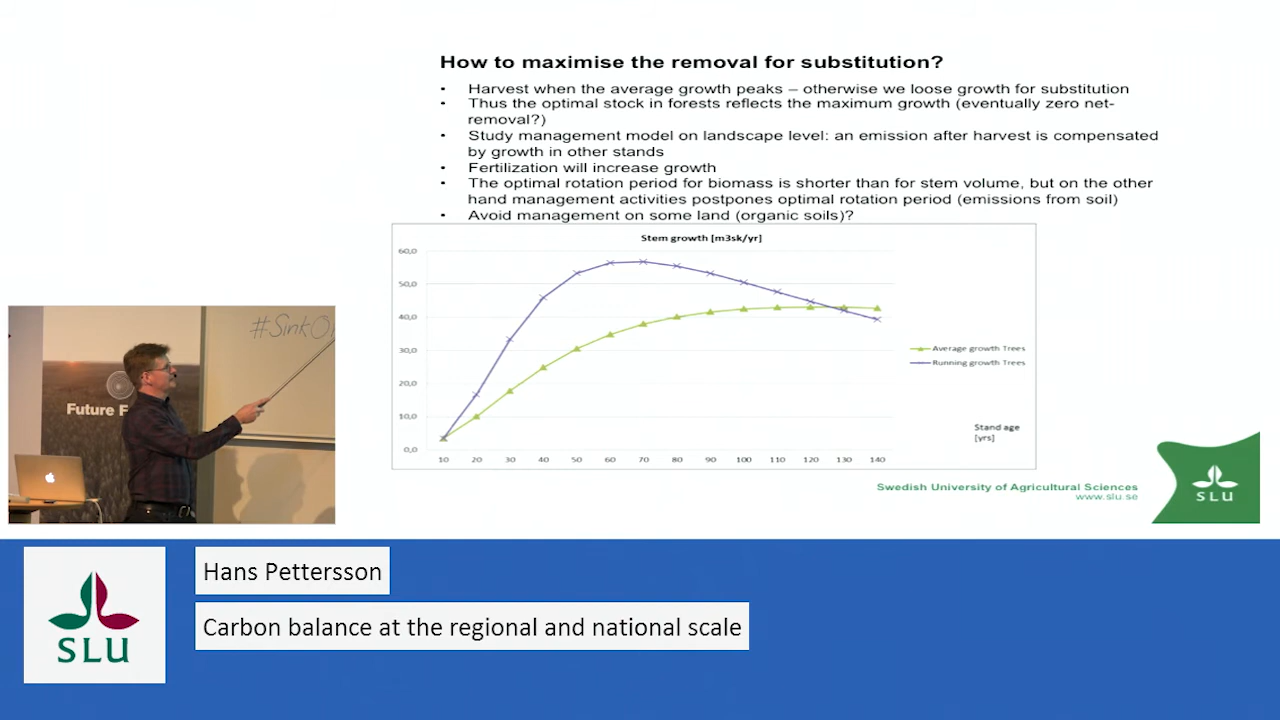 How to maximise the removal for substitution?
• Harvest when the average growth peaks – otherwise we loose growth for substitution
• Thus the optimal stock in forests reflects the maximum growth (eventually zero net-
removal?)
• Study management model on landscape level: an emission after harvest is compensated
by growth in other stands
• Fertilization will increase growth
• The optimal rotation period for biomass is shorter than for stem volume, but on the other
hand management activities postpones optimal rotation period (emissions from soil)
• Avoid management on some land (organic soils)?
Stem growth [m3sk/yr]
60,0
50,0
40,0
30,0
20,0
10,0
0,0
10 20 30 40 50 60 70 80 90 100 110 120 130 140
Average growth Trees
Running growth Trees
Stand age
[yrs]
#SinkO
Future F
Swedish University of Agricultural Sciences
www.slu.se
SLU
SLU
Hans Pettersson
Carbon balance at the regional and national scale